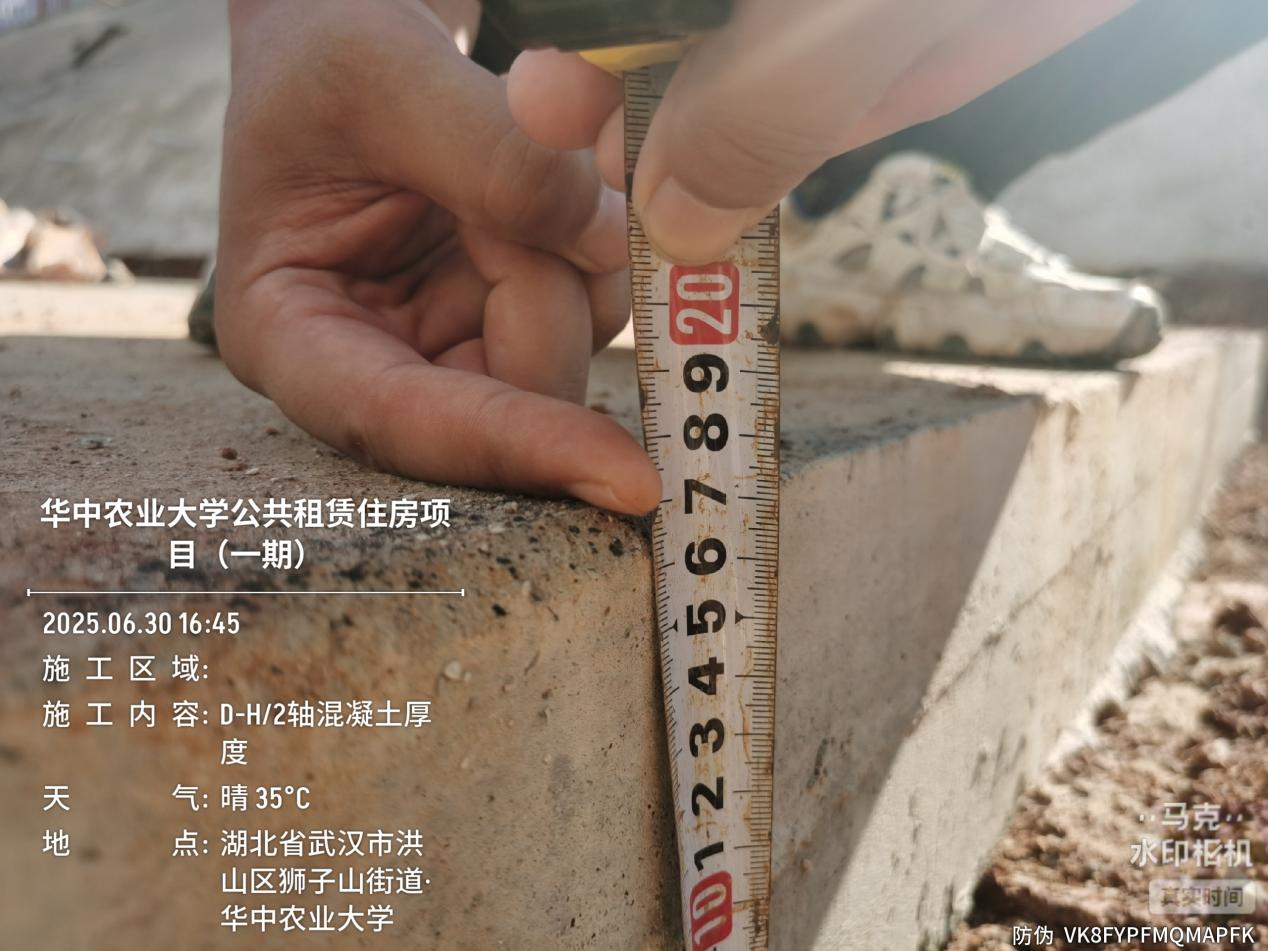 20
9
8
7
6
5
4
3
2
1
10
华中农业大学公共租赁住房项
目（一期）
2025.06.30 16:45
施工区域:
施工内容: D-H/2轴混凝土厚
度
天气: 晴 35°C
地点: 湖北省武汉市洪
山区狮子山街道·
华中农业大学
马克
水印相机
真实时间
防伪 VK8FYPFMQMAPFK